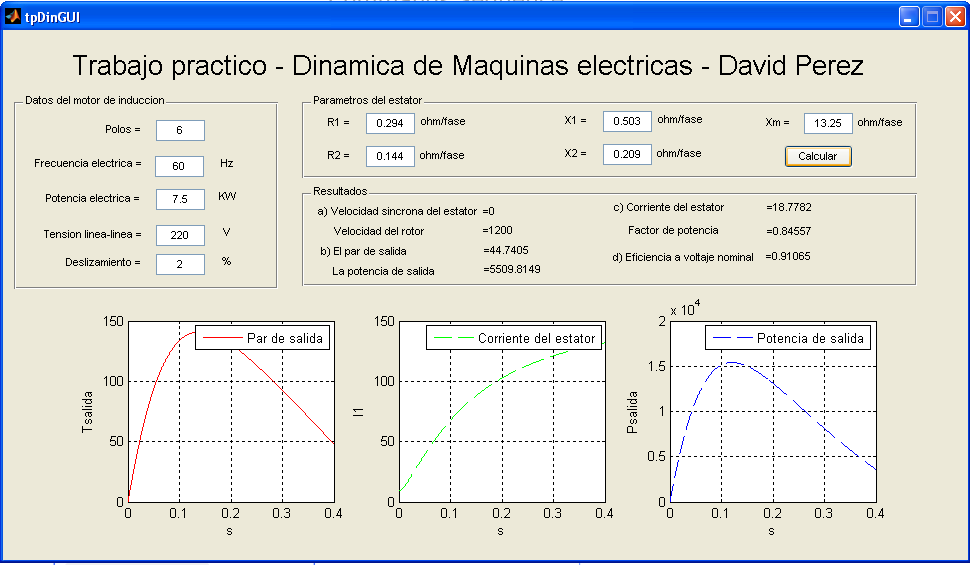 tpDinGUI
Trabajo practico - Dinamica de Maquinas electricas - David Perez
Datos del motor de induccion
Polos = 6
Frecuencia electrica = 60 Hz
Potencia electrica = 7.5 KW
Tension linea-linea = 220 V
Deslizamiento = 2 %
Parametros del estator
R1 = 0.294 ohm/fase X1 = 0.503 ohm/fase Xm = 13.25 ohm/fase
R2 = 0.144 ohm/fase X2 = 0.209 ohm/fase Calcular
Resultados
a) Velocidad sincrona del estator =0
Velocidad del rotor =1200
b) El par de salida =44.7405
La potencia de salida =5509.8149
c) Corriente del estator =18.7782
Factor de potencia =0.84557
d) Eficiencia a voltaje nominal =0.91065
Par de salida
150
100
50
0
Tsalida
0 0.1 0.2 0.3 0.4
s
Corriente del estator
150
100
50
0
I1
0 0.1 0.2 0.3 0.4
s
x 10^4
Potencia de salida
2
1.5
1
0.5
0
Psalida
0 0.1 0.2 0.3 0.4
s